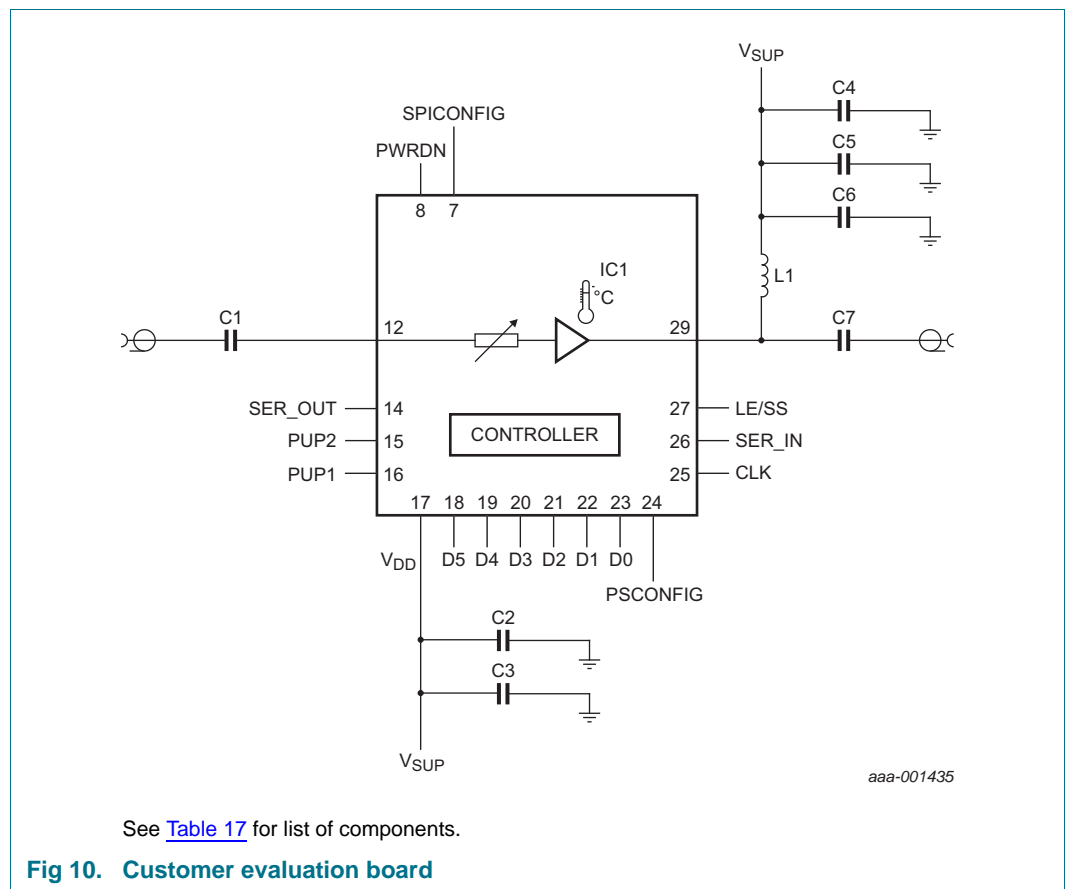 VSUP
C4
SPICONFIG
C5
PWRDN
C6
8 7
IC1
°C
L1
C1
12
29
C7
SER_OUT
14
27
LE/SS
PUP2
15
CONTROLLER
26
SER_IN
PUP1
16
25
CLK
17 18 19 20 21 22 23 24
VDD
D5 D4 D3 D2 D1 D0
PSCONFIG
C2
C3
VSUP
aaa-001435
See Table 17 for list of components.
Fig 10. Customer evaluation board